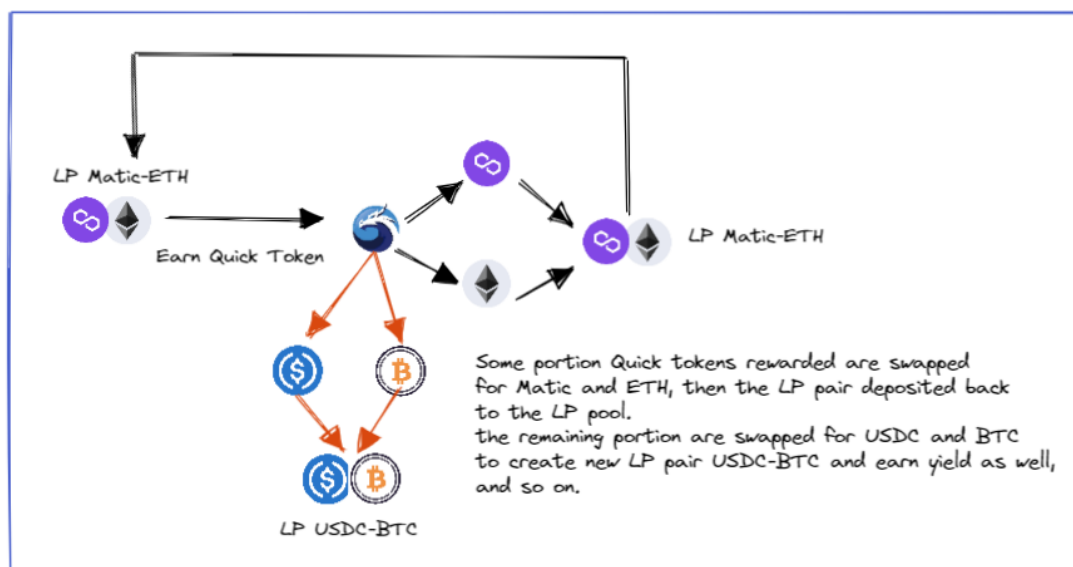 LP Matic-ETH
Earn Quick Token
LP Matic-ETH
Some portion Quick tokens rewarded are swapped
for Matic and ETH, then the LP pair deposited back
to the LP pool.
the remaining portion are swapped for USDC and BTC
to create new LP pair USDC-BTC and earn yield as well,
and so on.
LP USDC-BTC